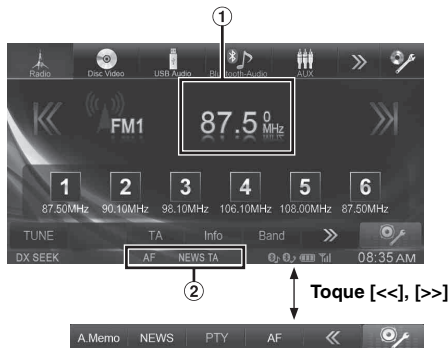 1
Radio Disc Video USB Audio Bluetooth-Audio AUX
FM1 87.5 0 MHz
1 2 3 4 5 6
87.50MHz 90.10MHz 98.10MHz 106.10MHz 108.00MHz 87.50MHz
TUNE TA Info Band
DX SEEK AF NEWS TA 08:35 AM
2
Toque [<<], [>>]
A.Memo NEWS PTY AF